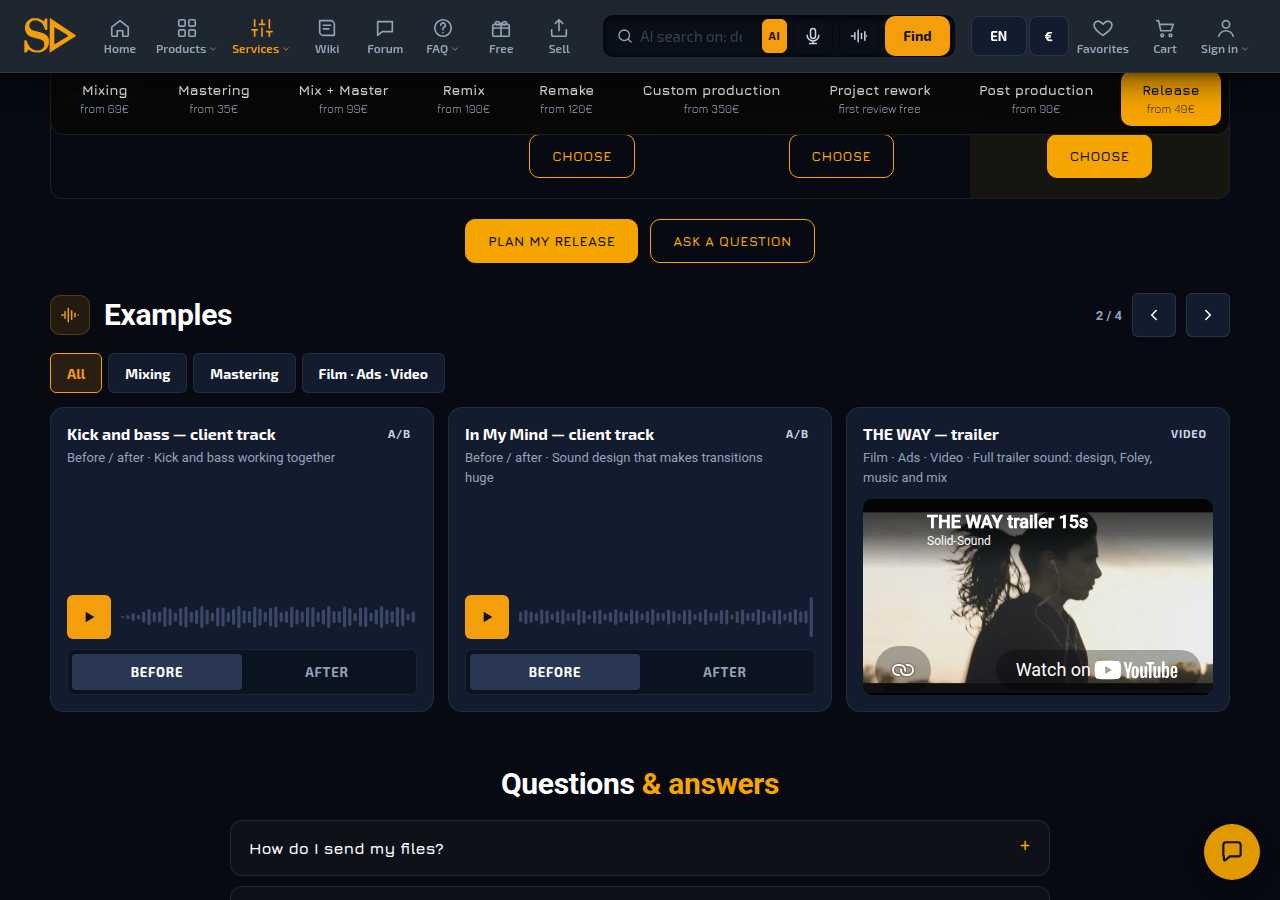 SD
Home
Products
Services
Wiki
Forum
FAQ
Free
Sell
AI search on: de
AI
Find
EN
€
Favorites
Cart
Sign in
Mixing
from 69€
Mastering
from 35€
Mix + Master
from 99€
Remix
from 190€
Remake
from 120€
Custom production
from 350€
Project rework
first review free
Post production
from 90€
Release
from 49€
CHOOSE
CHOOSE
CHOOSE
PLAN MY RELEASE
ASK A QUESTION
Examples
2 / 4
All
Mixing
Mastering
Film · Ads · Video
Kick and bass — client track
A/B
Before / after · Kick and bass working together
BEFORE
AFTER
In My Mind — client track
A/B
Before / after · Sound design that makes transitions
huge
BEFORE
AFTER
THE WAY — trailer
VIDEO
Film · Ads · Video · Full trailer sound: design, Foley,
music and mix
THE WAY trailer 15s
Solid-Sound
Watch on YouTube
Questions & answers
How do I send my files?
+